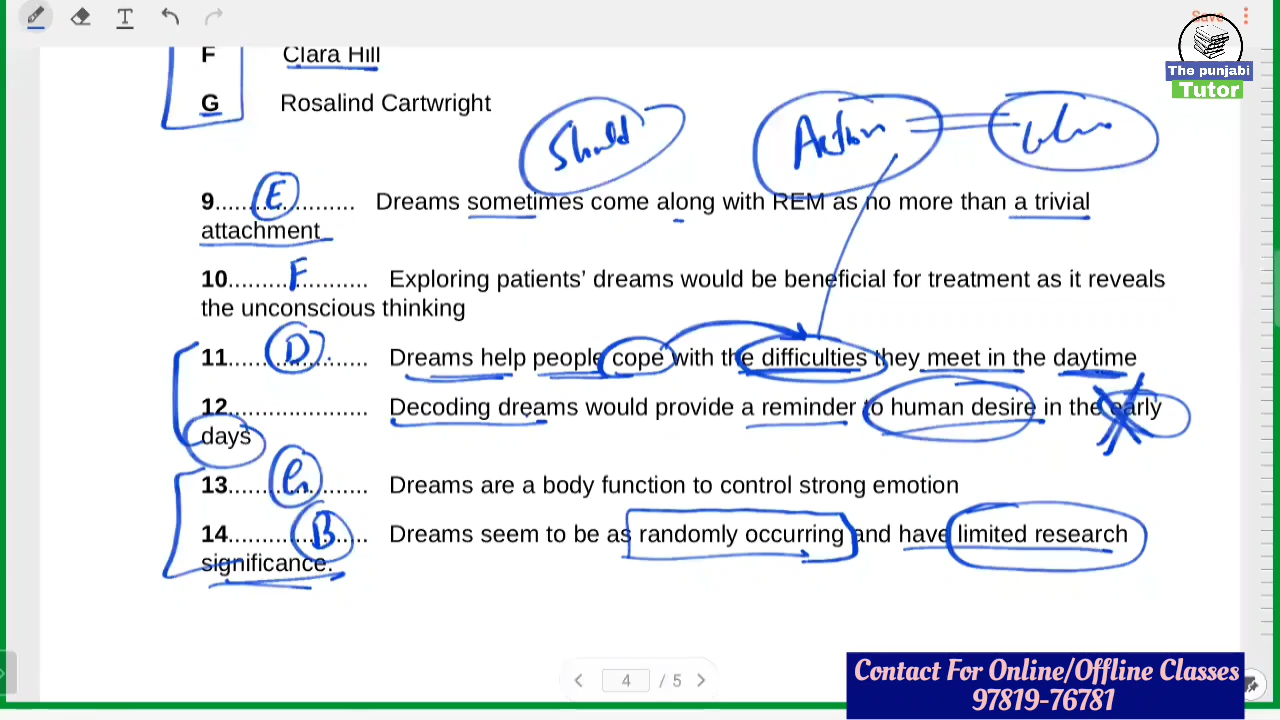 Save
F Clara Hill
The punjabi
Tutor
G Rosalind Cartwright
Should Action
9...................... Dreams sometimes come along with REM as no more than a trivial
E
attachment
10...................... Exploring patients’ dreams would be beneficial for treatment as it reveals
F
the unconscious thinking
11...................... Dreams help people cope with the difficulties they meet in the daytime
D
12...................... Decoding dreams would provide a reminder to human desire in the early
days
13...................... Dreams are a body function to control strong emotion
14...................... Dreams seem to be as randomly occurring and have limited research
B
significance.
4 / 5
Contact For Online/Offline Classes
97819-76781